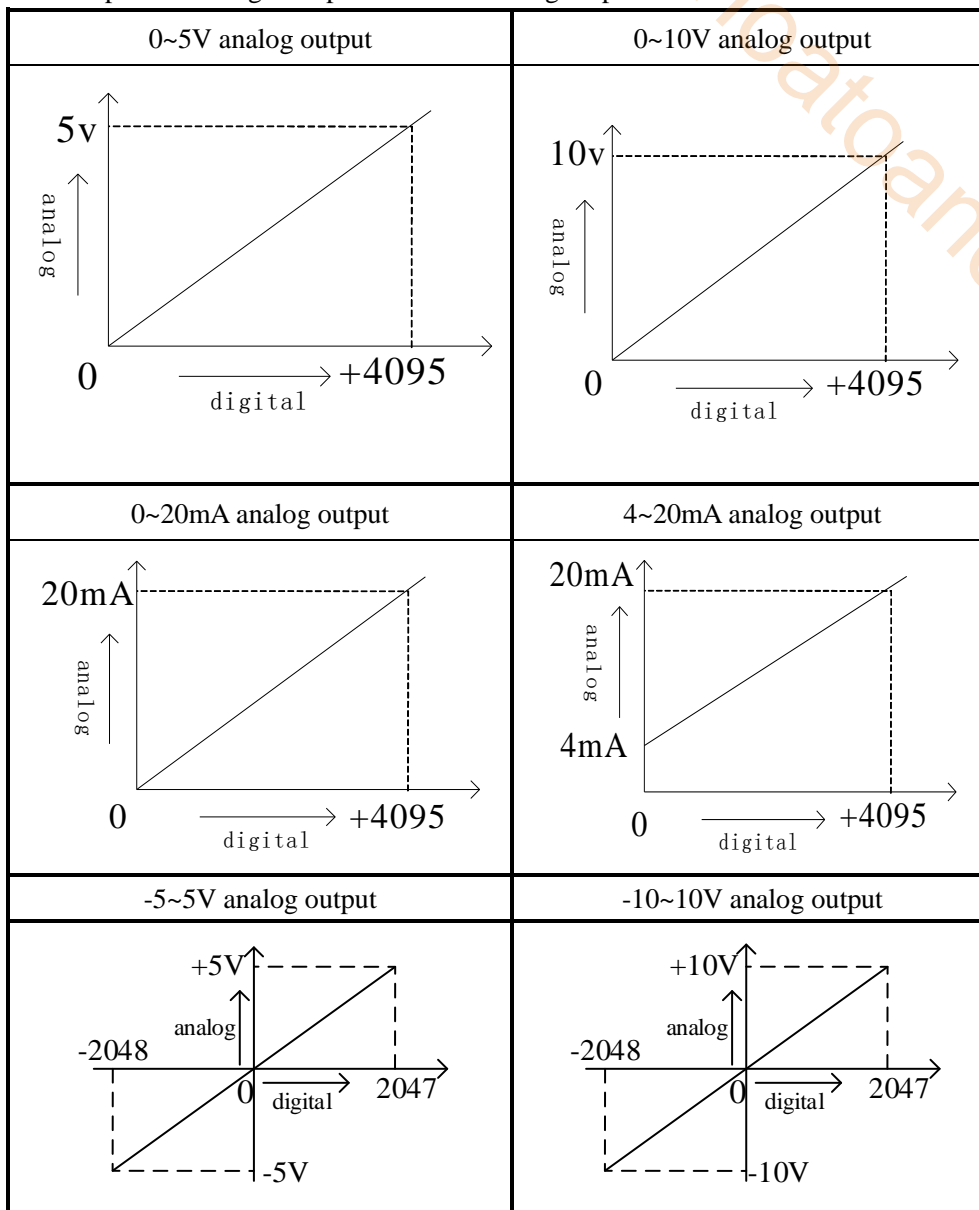 0~5V analog output
0~10V analog output
5v
analog
0
digital
+4095
10v
analog
0
digital
+4095
0~20mA analog output
4~20mA analog output
20mA
analog
0
digital
+4095
20mA
analog
4mA
0
digital
+4095
-5~5V analog output
-10~10V analog output
+5V
analog
-2048
0
digital
2047
-5V
+10V
analog
-2048
0
digital
2047
-10V